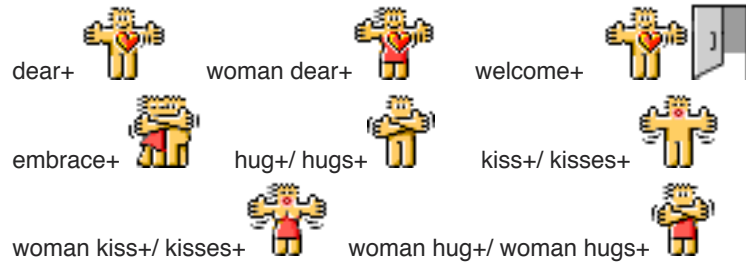 dear+ woman dear+ welcome+
embrace+ hug+/ hugs+ kiss+/ kisses+
woman kiss+/ kisses+ woman hug+/ woman hugs+